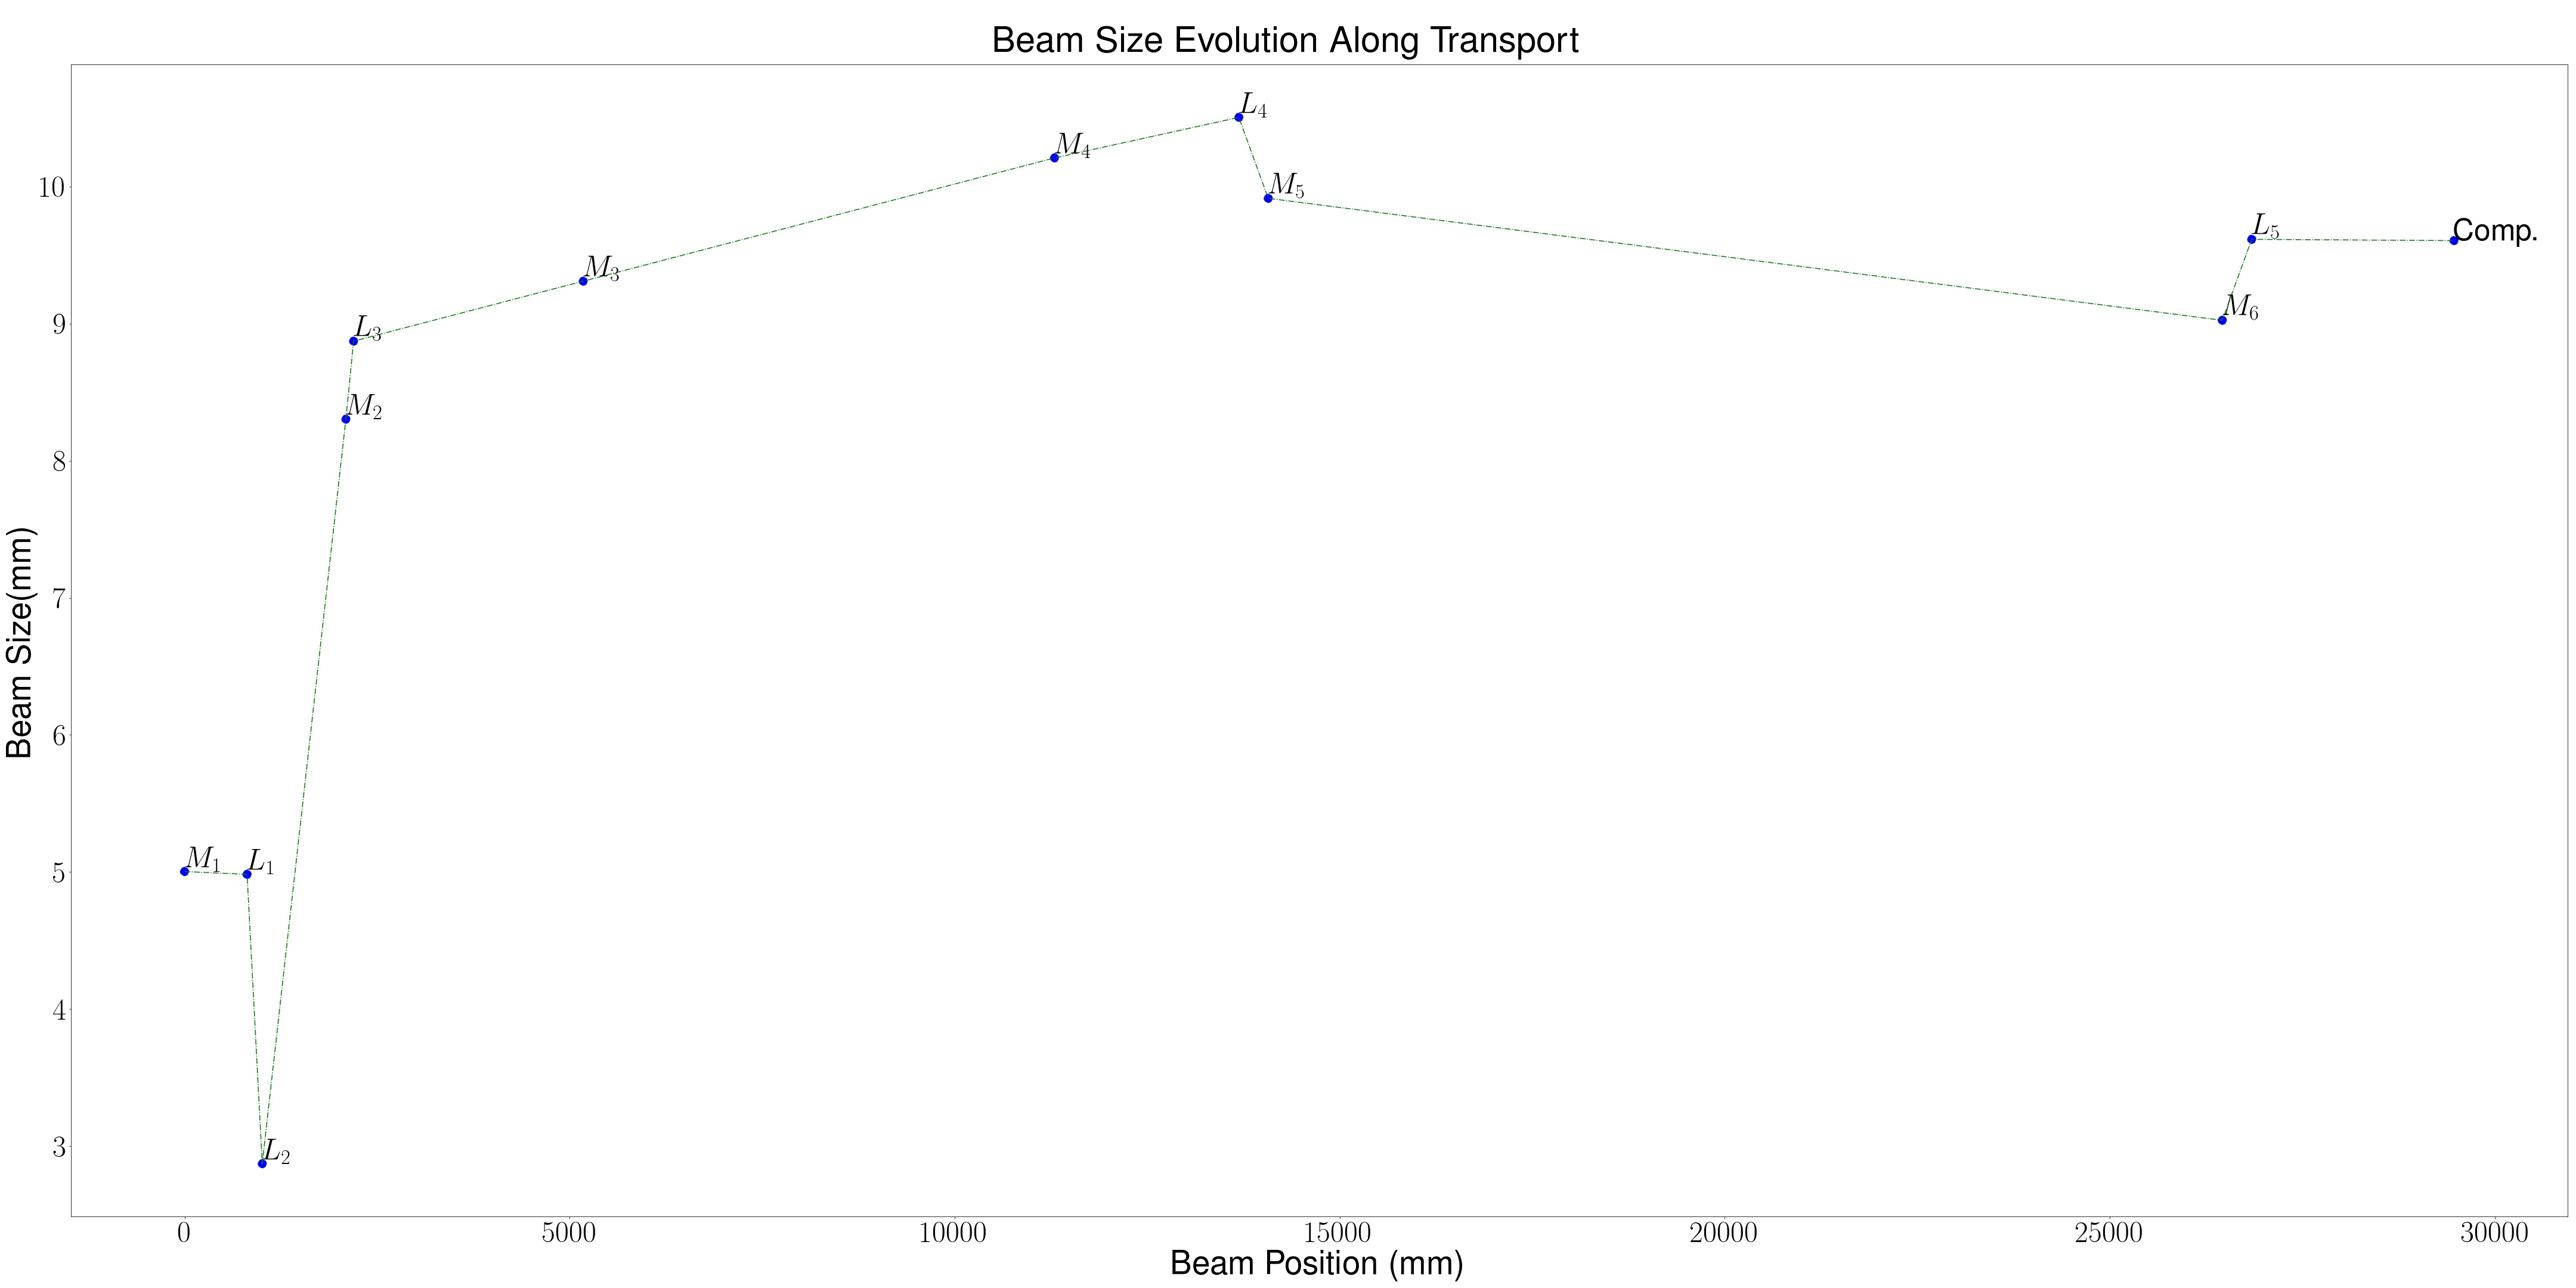 Beam Size Evolution Along Transport
Beam Size(mm)
10
9
8
7
6
5
4
3
M₁
L₁
L₂
M₂
L₃
M₃
M₄
L₄
M₅
M₆
L₅
Comp.
0 5000 10000 15000 20000 25000 30000
Beam Position (mm)